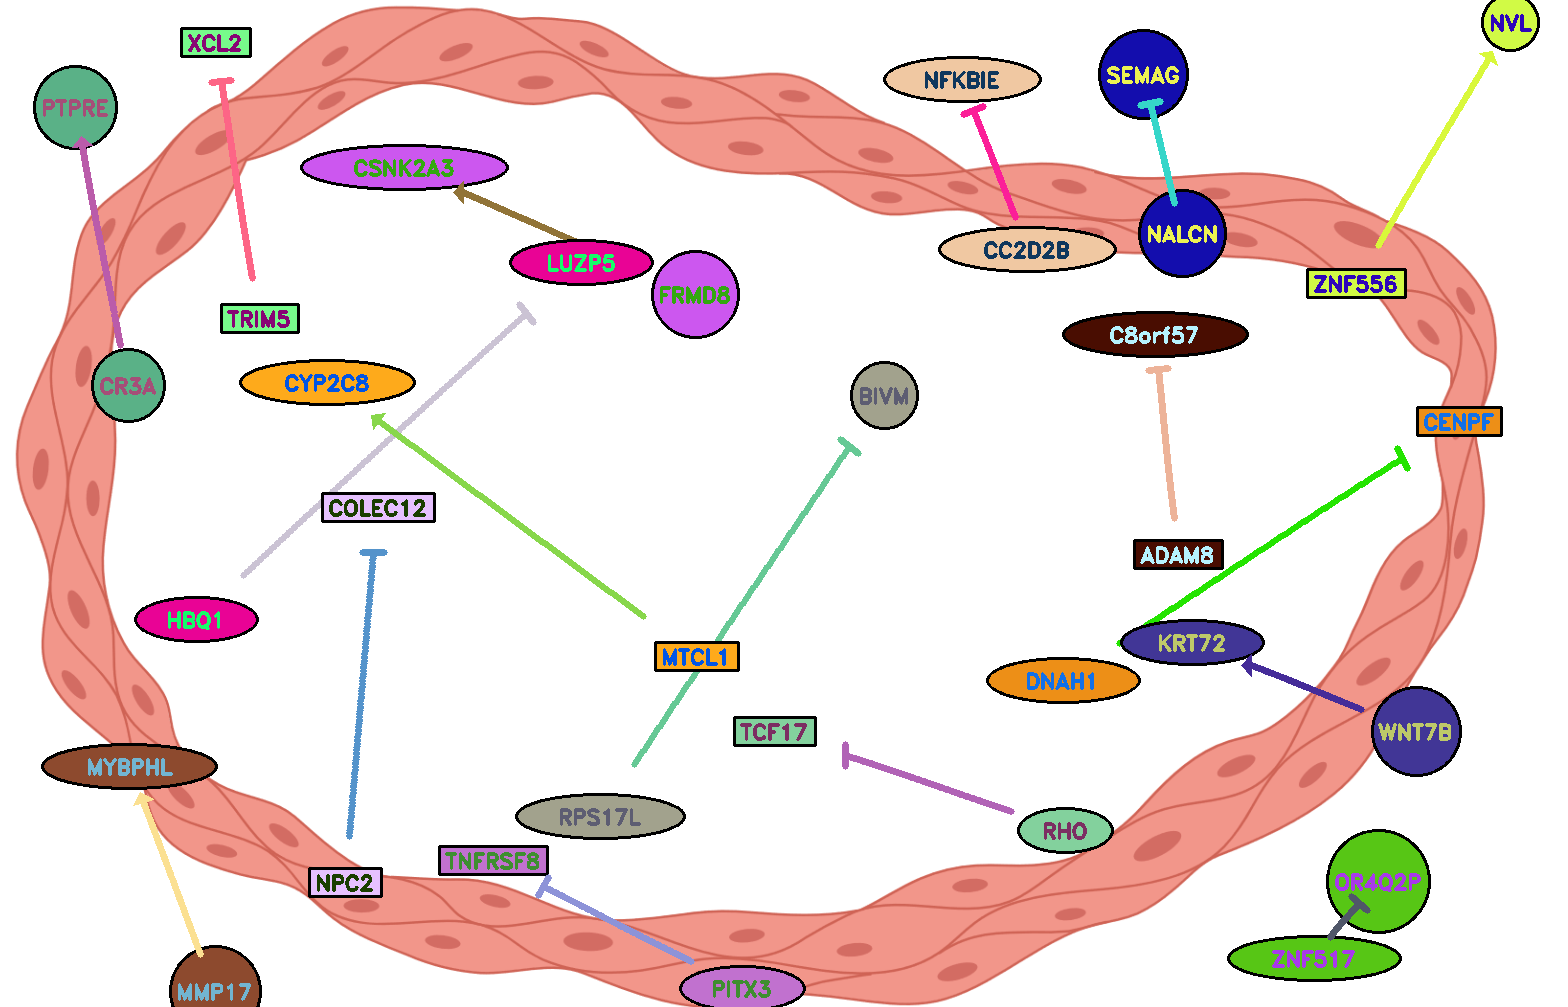 NVL
XCL2
NFKBIE
SEMAG
PTPRE
CSNK2A3
NALCN
CC2D2B
LUZP5
ZNF556
FRMD8
TRIM5
C8orf57
CYP2C8
CR3A
BIVM
CENPF
COLEC12
ADAM8
HBQ1
KRT72
MTCL1
DNAH1
TCF17
WNT7B
MYBPHL
RPS17L
RHO
TNFRSF8
NPC2
OR4Q2P
ZNF517
PITX3
MMP17